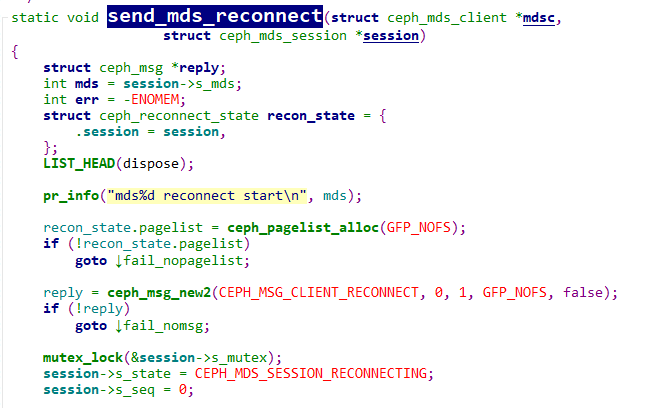 static void send_mds_reconnect(struct ceph_mds_client *mdsc,
struct ceph_mds_session *session)
{
struct ceph_msg *reply;
int mds = session->s_mds;
int err = -ENOMEM;
struct ceph_reconnect_state recon_state = {
.session = session,
};
LIST_HEAD(dispose);
pr_info("mds%d reconnect start\n", mds);
recon_state.pagelist = ceph_pagelist_alloc(GFP_NOFS);
if (!recon_state.pagelist)
goto ↓fail_nopagelist;
reply = ceph_msg_new2(CEPH_MSG_CLIENT_RECONNECT, 0, 1, GFP_NOFS, false);
if (!reply)
goto ↓fail_nomsg;
mutex_lock(&session->s_mutex);
session->s_state = CEPH_MDS_SESSION_RECONNECTING;
session->s_seq = 0;